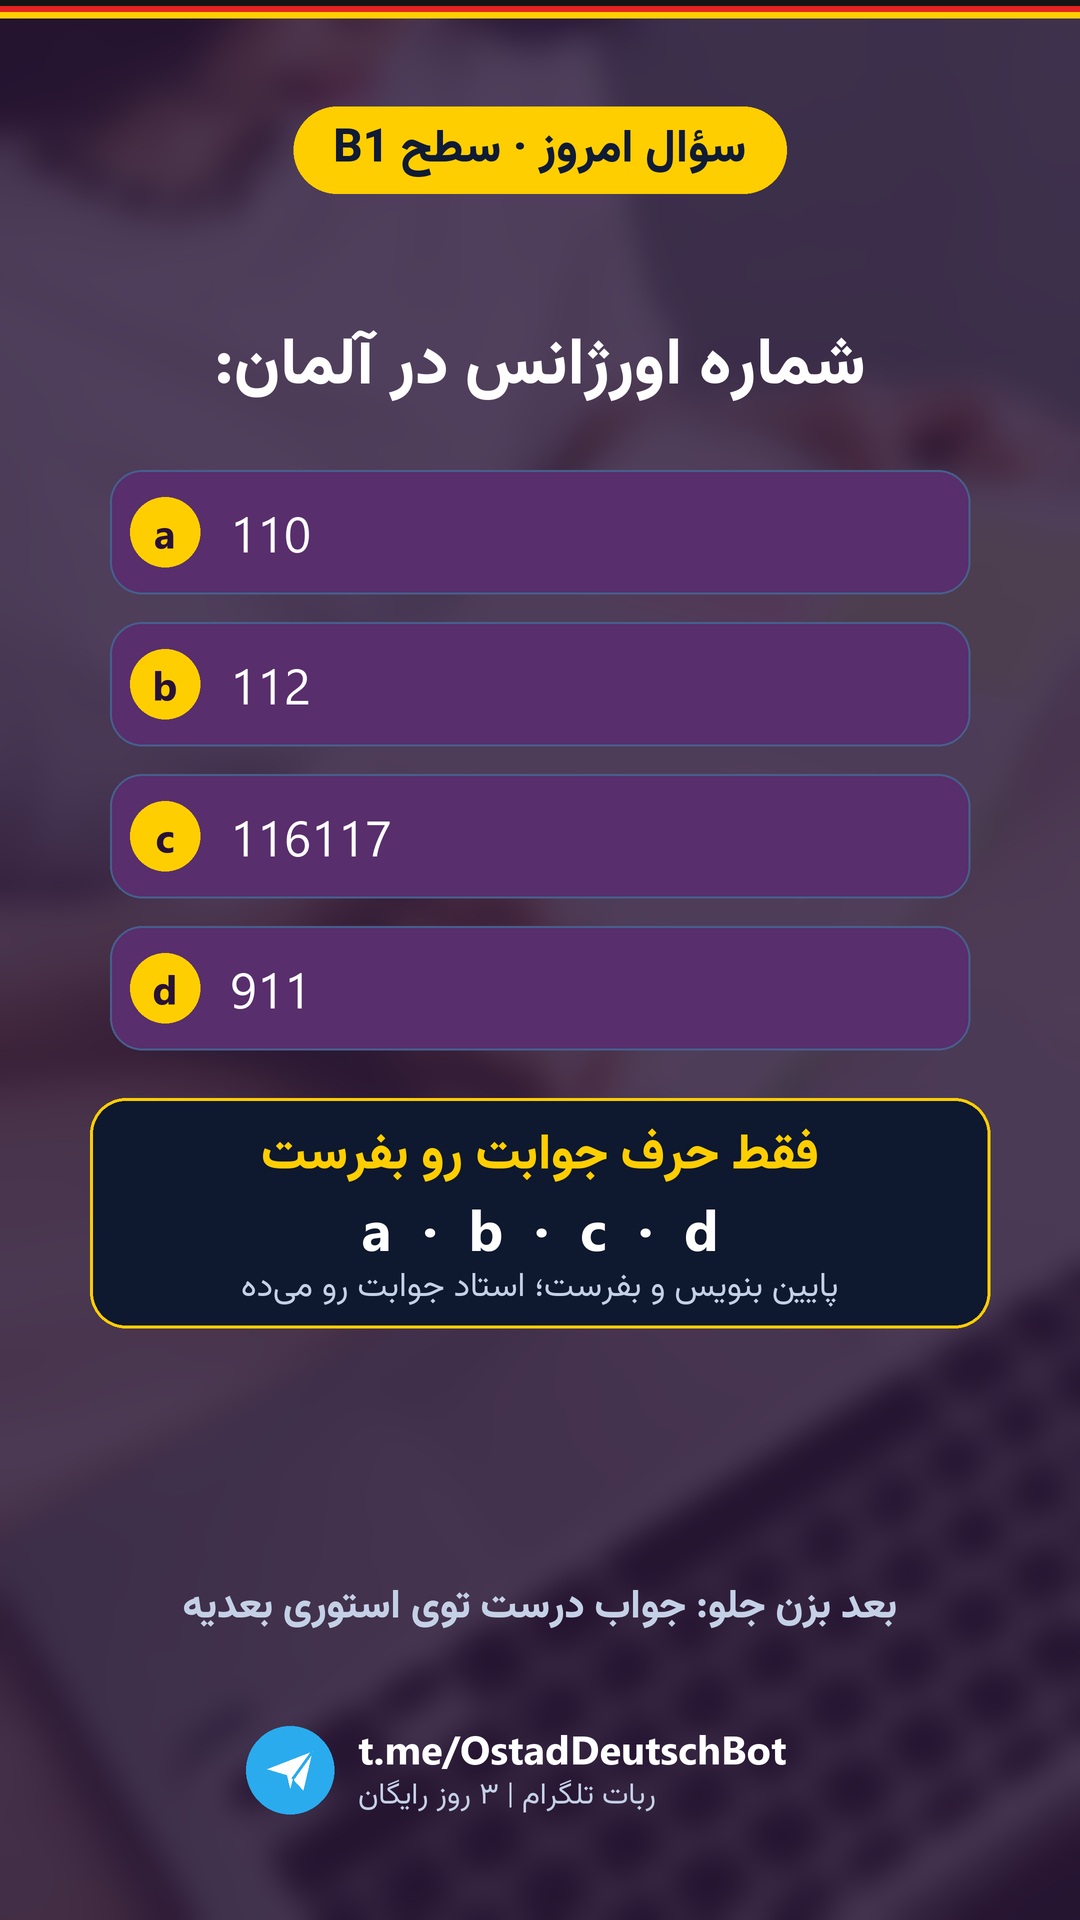 سؤال امروز · سطح B1
شماره اورژانس در آلمان:
a 110
b 112
c 116117
d 911
فقط حرف جوابت رو بفرست
a · b · c · d
پایین بنویس و بفرست؛ استاد جوابت رو می‌ده
بعد بزن جلو: جواب درست توی استوری بعدیه
t.me/OstadDeutschBot
ربات تلگرام | ۳ روز رایگان